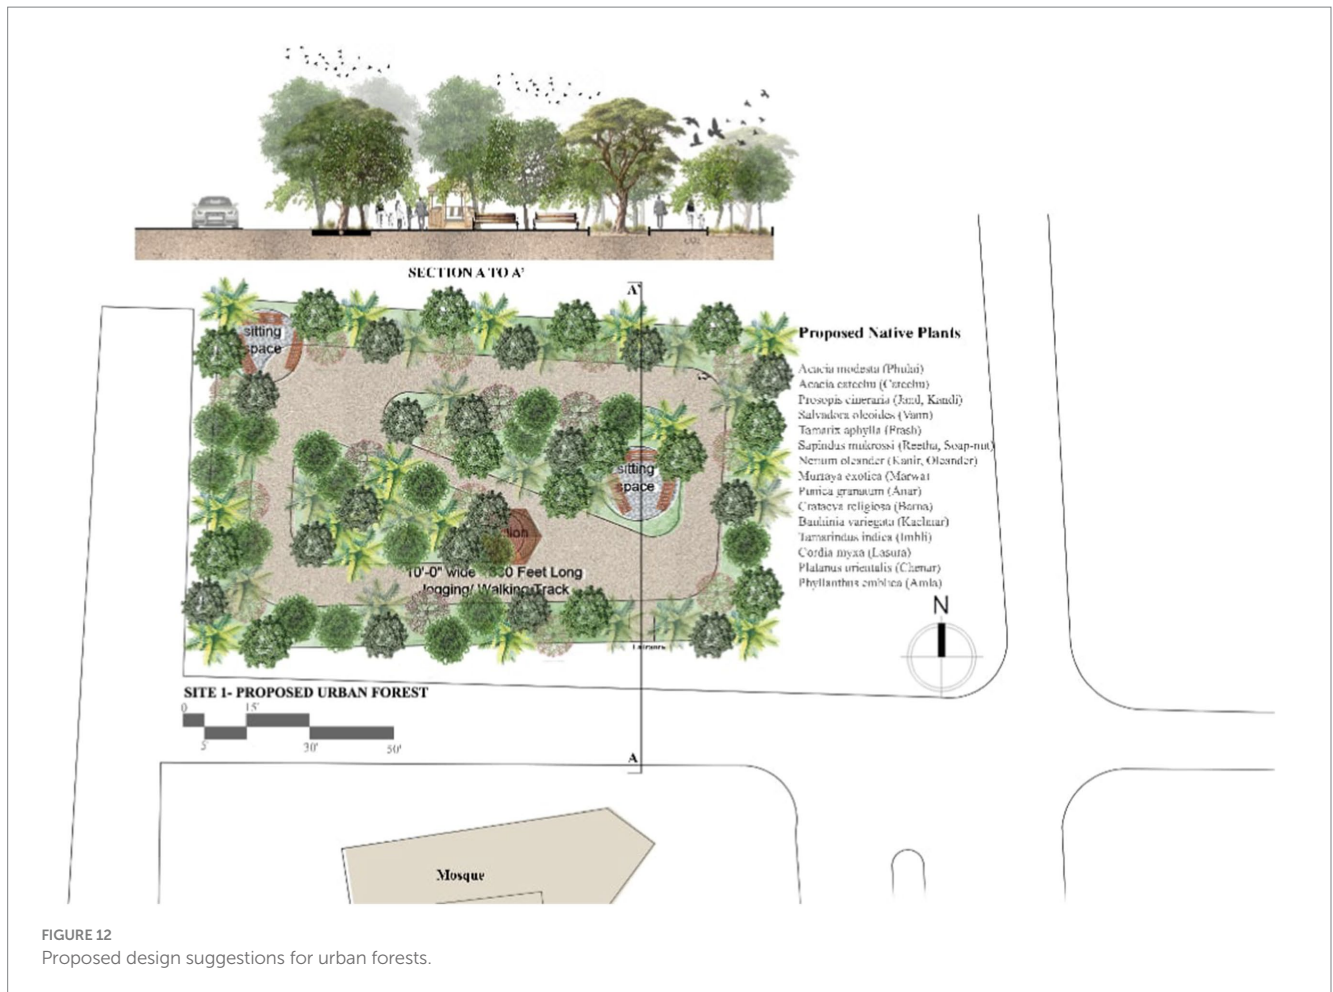 SECTION A TO A'
A'
sitting
space
Proposed Native Plants
Acacia modesta (Phulai)
Acacia catechu (Catechu)
Prosopis cineraria (Jand, Kandi)
Salvadora oleoides (Vann)
Tamarix aphylla (Frash)
Sapindus mukrossi (Reetha, Soap-nut)
Nerium oleander (Kanir, Oleander)
Murraya exotica (Marwa)
Punica granatum (Anar)
Crataeva religiosa (Barna)
Bauhinia variegata (Kachnar)
Tamarindus indica (Imbli)
Cordia myxa (Lasura)
Platanus orientalis (Chenar)
Phyllanthus emblica (Amla)
sitting
space
10'-0" wide Feet Long
Jogging/ Walking Track
Entrance
N
SITE 1- PROPOSED URBAN FOREST
0 15'
5' 30' 50'
A
Mosque
FIGURE 12
Proposed design suggestions for urban forests.